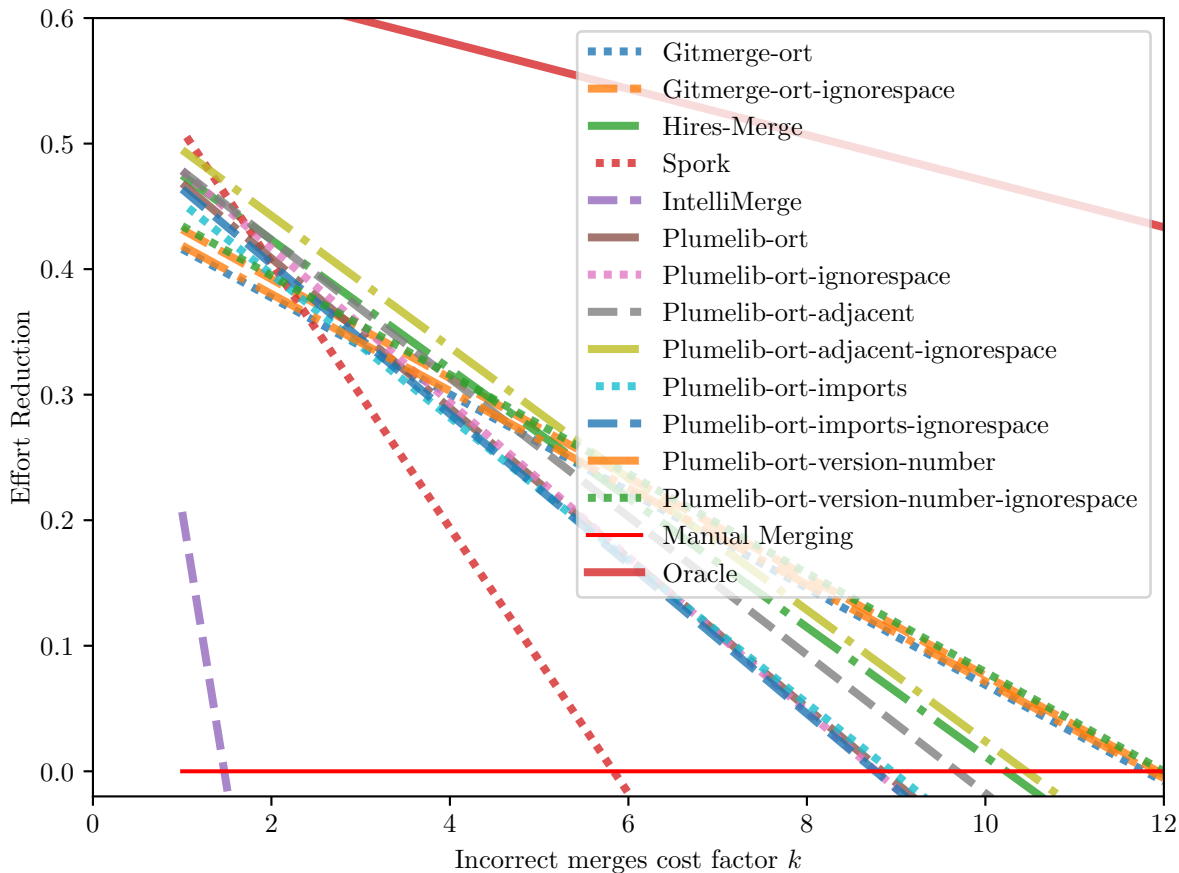 0.6
0.5
0.4
0.3
0.2
0.1
0.0
Effort Reduction
Gitmerge-ort
Gitmerge-ort-ignorespace
Hires-Merge
Spork
IntelliMerge
Plumelib-ort
Plumelib-ort-ignorespace
Plumelib-ort-adjacent
Plumelib-ort-adjacent-ignorespace
Plumelib-ort-imports
Plumelib-ort-imports-ignorespace
Plumelib-ort-version-number
Plumelib-ort-version-number-ignorespace
Manual Merging
Oracle
0 2 4 6 8 10 12
Incorrect merges cost factor k